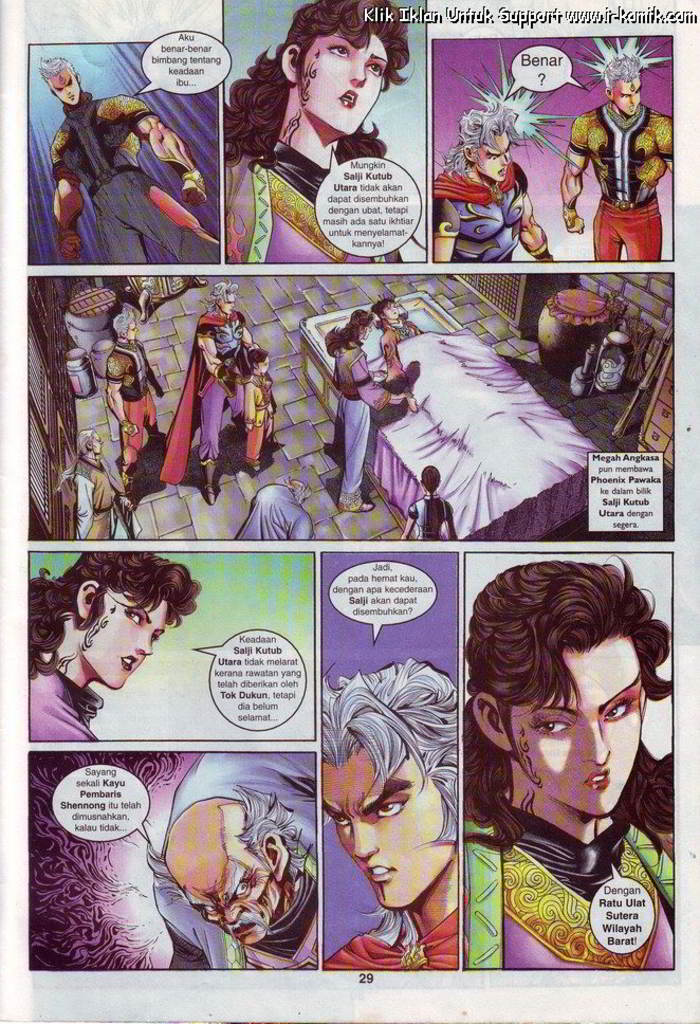 Klik Iklan Untuk Support www.i-komik.com
Aku
benar-benar
bimbang tentang
keadaan
ibu...
Mungkin
Salji Kutub
Utara tidak akan
dapat disembuhkan
dengan ubat, tetapi
masih ada satu ikhtiar
untuk menyelamat-
kannya!
Benar
?
Megah Angkasa
pun membawa
Phoenix Pawaka
ke dalam bilik
Salji Kutub
Utara dengan
segera.
Keadaan
Salji Kutub
Utara tidak melarat
kerana rawatan yang
telah diberikan oleh
Tok Dukun, tetapi
dia belum
selamat...
Sayang
sekali Kayu
Pembaris
Shennong itu telah
dimusnahkan,
kalau tidak...
Jadi,
pada hemat kau,
dengan apa kecederaan
Salji akan dapat
disembuhkan?
Dengan
Ratu Ulat
Sutera
Wilayah
Barat!
29